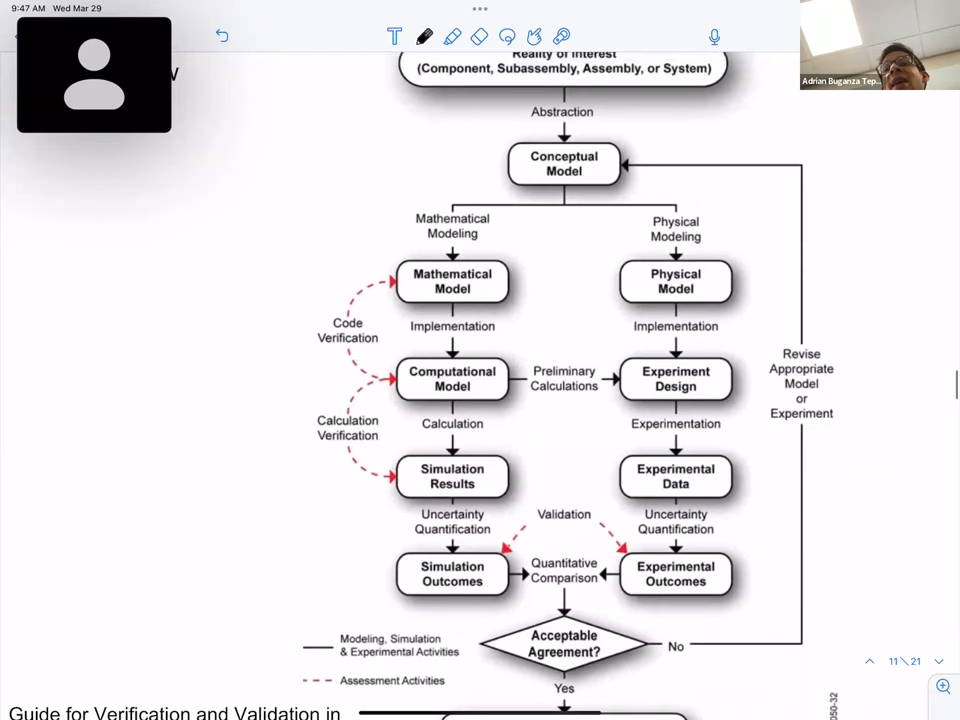 9:47 AM Wed Mar 29
Adrian Buganza Tep...
Reality of Interest
(Component, Subassembly, Assembly, or System)
Abstraction
Conceptual
Model
Mathematical
Modeling
Physical
Modeling
Mathematical
Model
Physical
Model
Code
Verification
Implementation
Implementation
Computational
Model
Preliminary
Calculations
Experiment
Design
Revise
Appropriate
Model
or
Experiment
Calculation
Verification
Calculation
Experimentation
Simulation
Results
Experimental
Data
Uncertainty
Quantification
Validation
Uncertainty
Quantification
Simulation
Outcomes
Quantitative
Comparison
Experimental
Outcomes
Acceptable
Agreement?
No
Yes
Modeling, Simulation
& Experimental Activities
Assessment Activities
11\21
050-32
Guide for Verification and Validation in